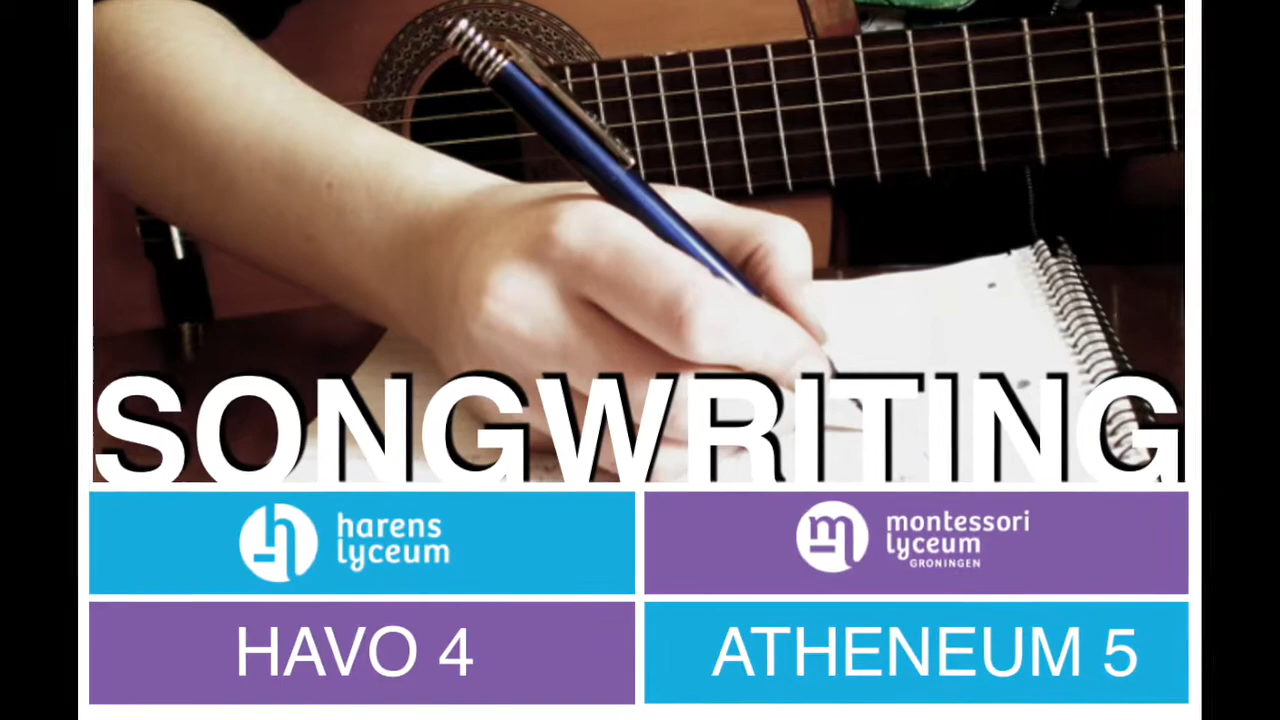 SONGWRITING
harens
lyceum
montessori
lyceum
GRONINGEN
HAVO 4
ATHENEUM 5